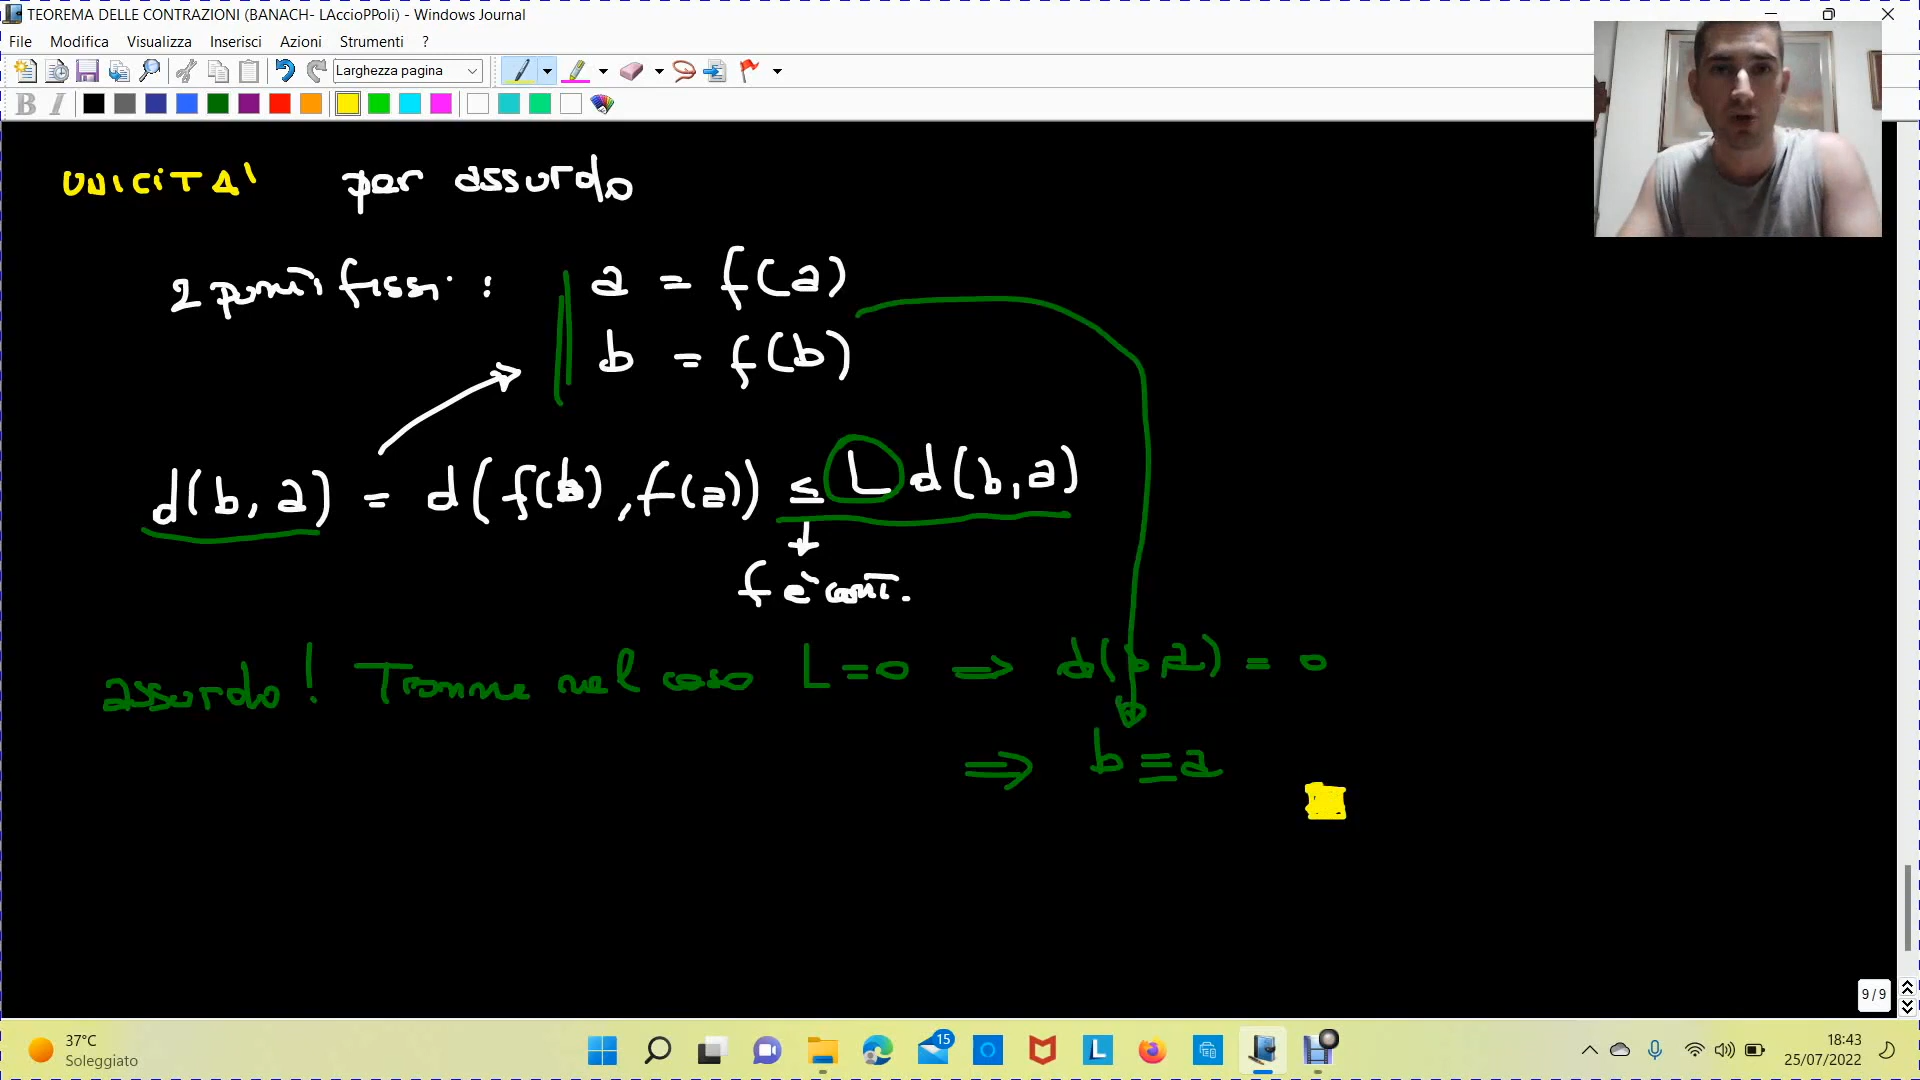 TEOREMA DELLE CONTRAZIONI (BANACH- LAccioPPoli) - Windows Journal
File Modifica Visualizza Inserisci Azioni Strumenti ?
Larghezza pagina
B I
UNICITA' per assurdo
2 punti fissi : a = f(a)
b = f(b)
d(b, a) = d(f(b), f(a)) ≤ L d(b, a)
f è cont.
assurdo! Tranne nel caso L=0 ⇒ d(b,a) = 0
⇒ b = a
9 / 9
37°C
Soleggiato
15
18:43
25/07/2022